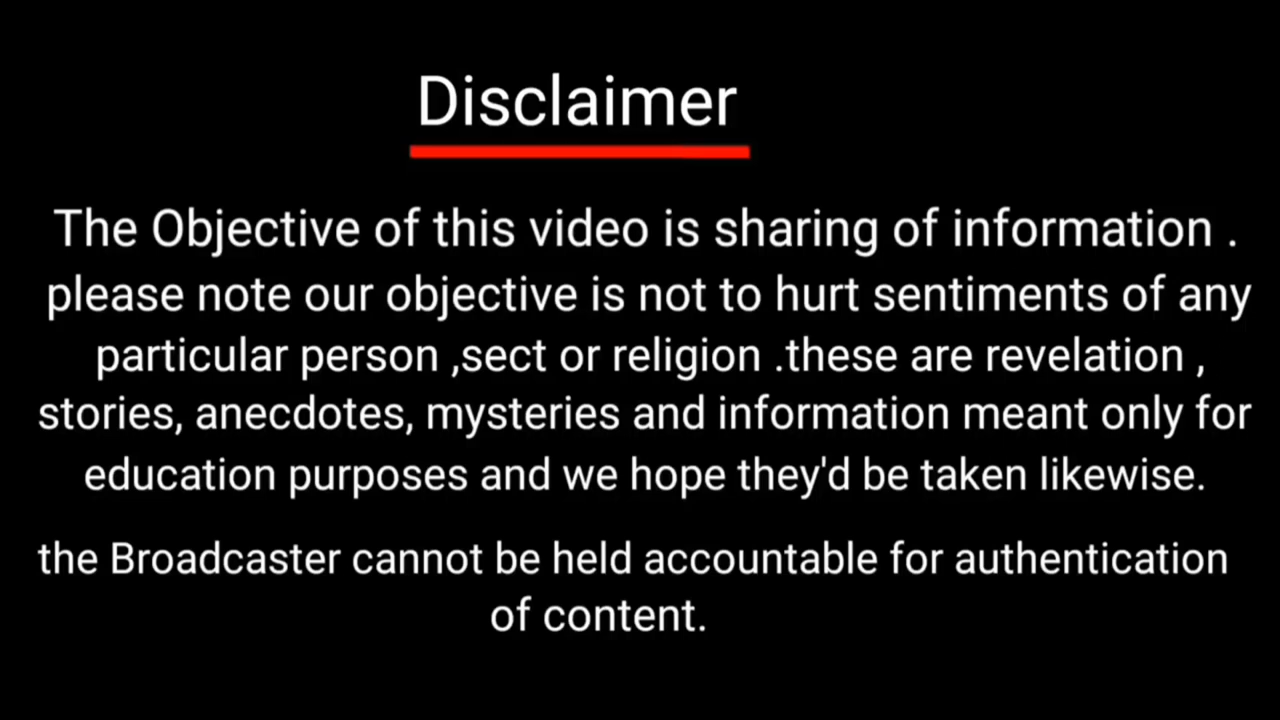 Disclaimer
The Objective of this video is sharing of information .
please note our objective is not to hurt sentiments of any
particular person ,sect or religion .these are revelation ,
stories, anecdotes, mysteries and information meant only for
education purposes and we hope they'd be taken likewise.
the Broadcaster cannot be held accountable for authentication
of content.